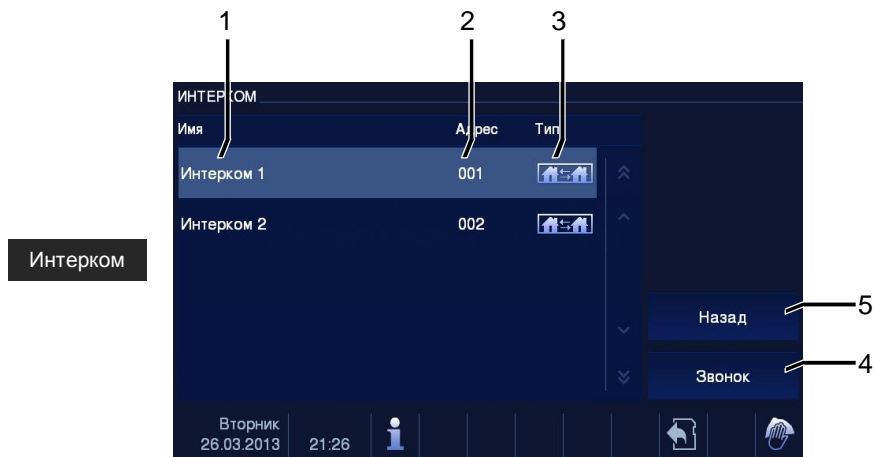 1 2 3
ИНТЕРКОМ
Имя Адрес Тип
Интерком 1 001
Интерком 2 002
Интерком
Назад 5
Звонок 4
Вторник
26.03.2013 21:26